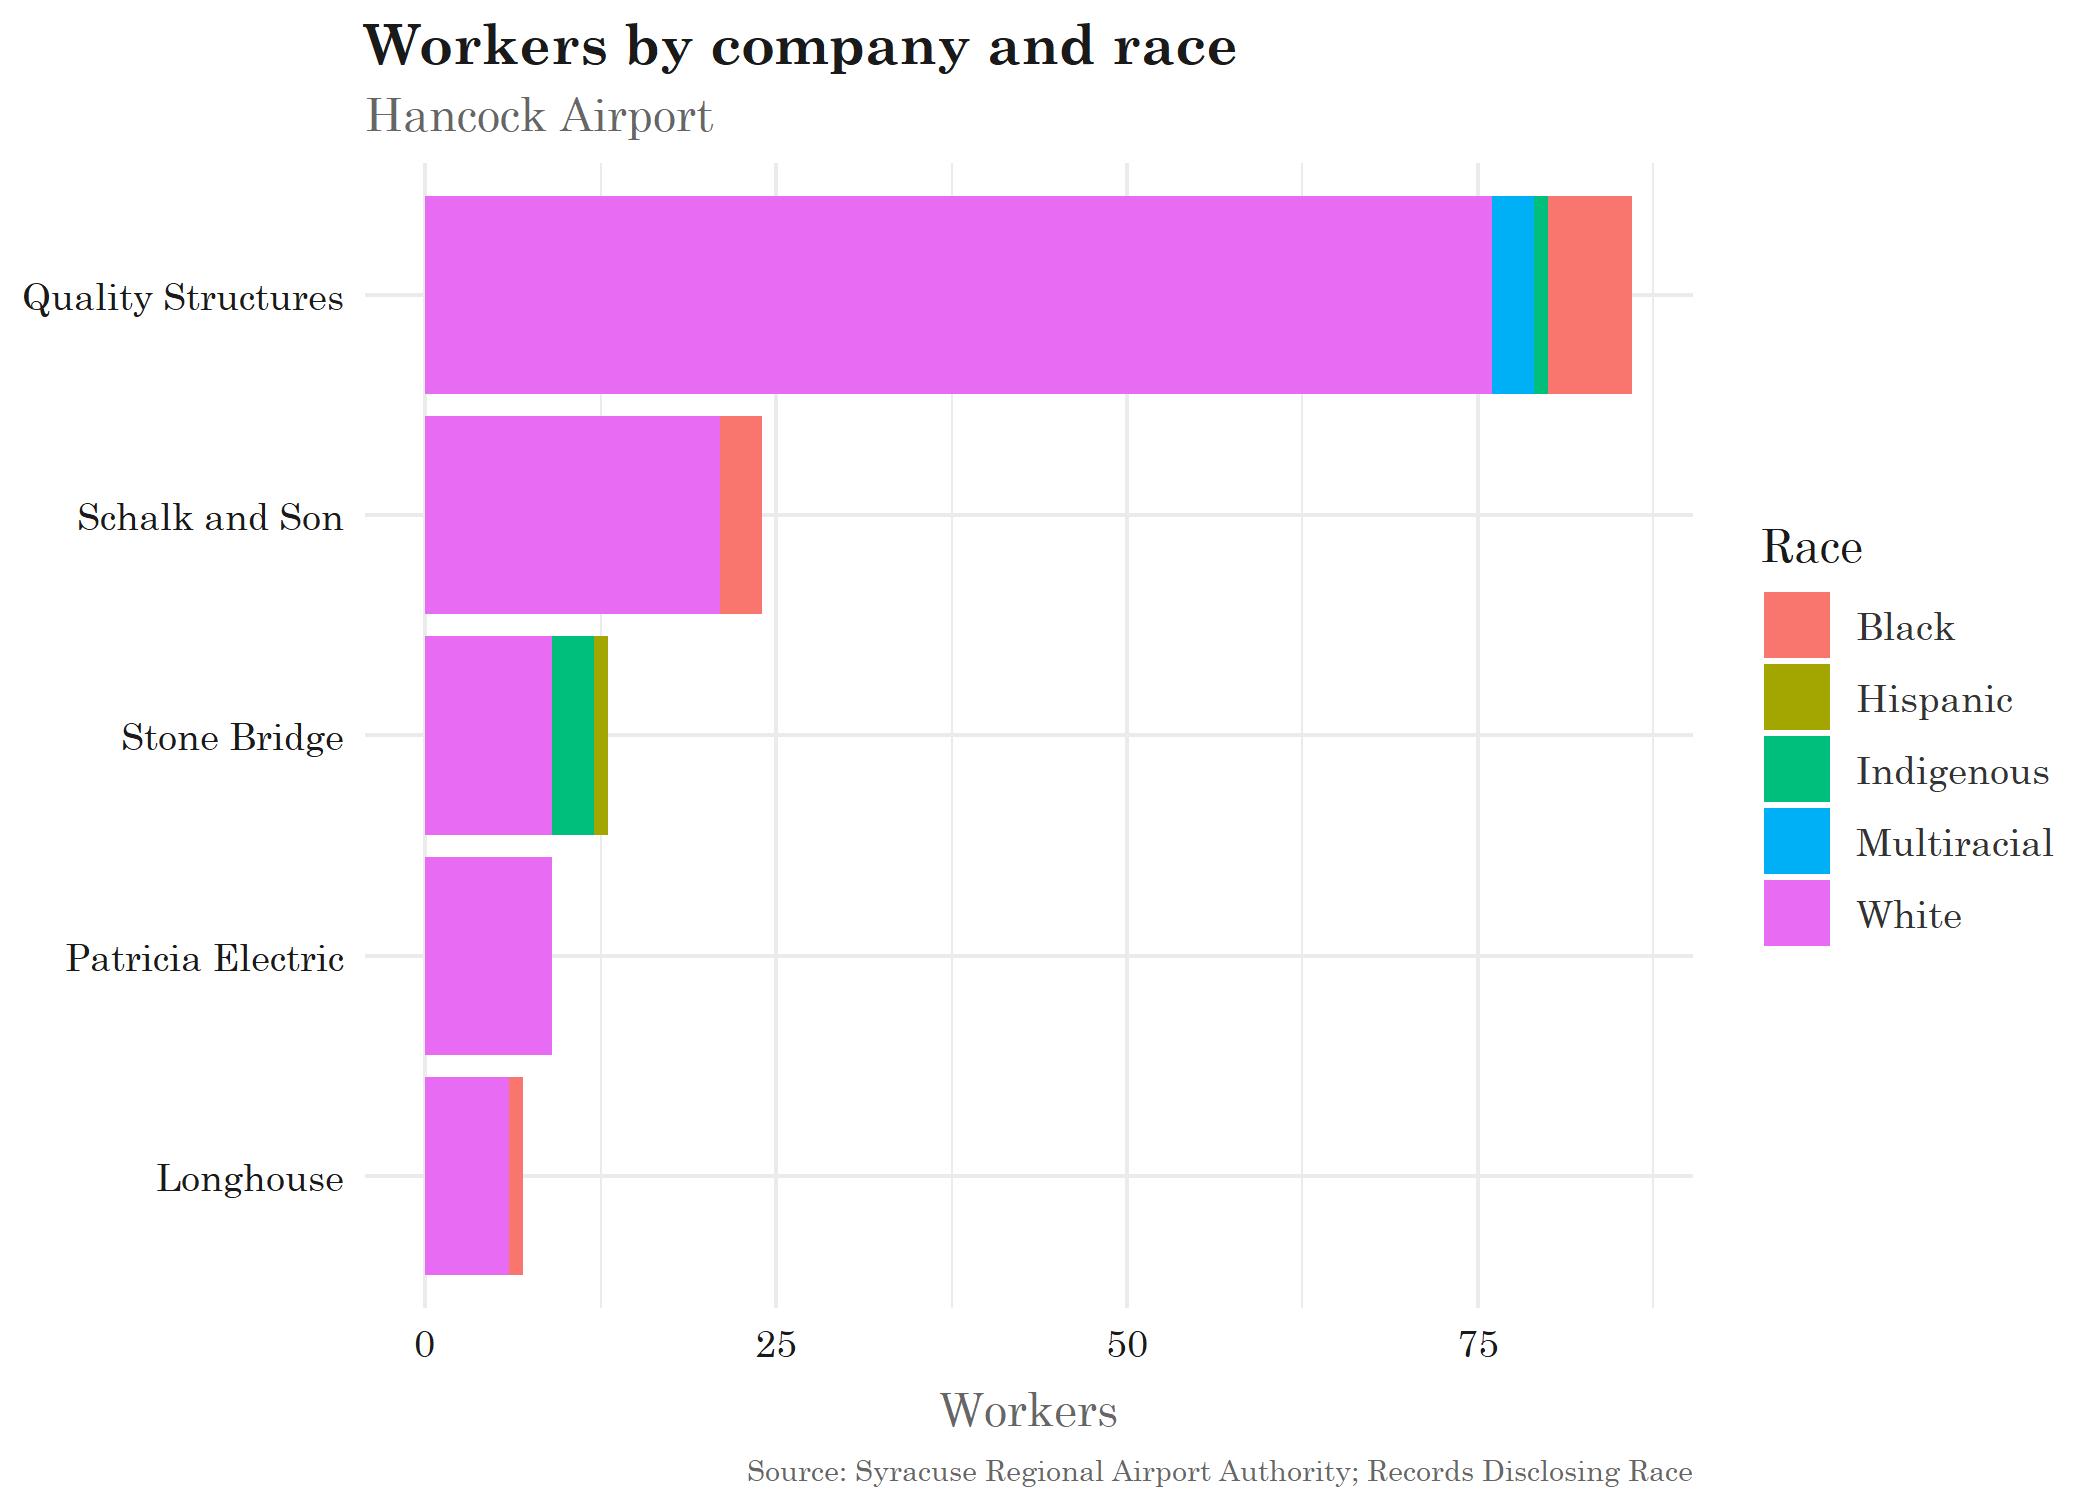 Workers by company and race
Hancock Airport
Quality Structures
Schalk and Son
Stone Bridge
Patricia Electric
Longhouse
0 25 50 75
Workers
Race
Black
Hispanic
Indigenous
Multiracial
White
Source: Syracuse Regional Airport Authority; Records Disclosing Race